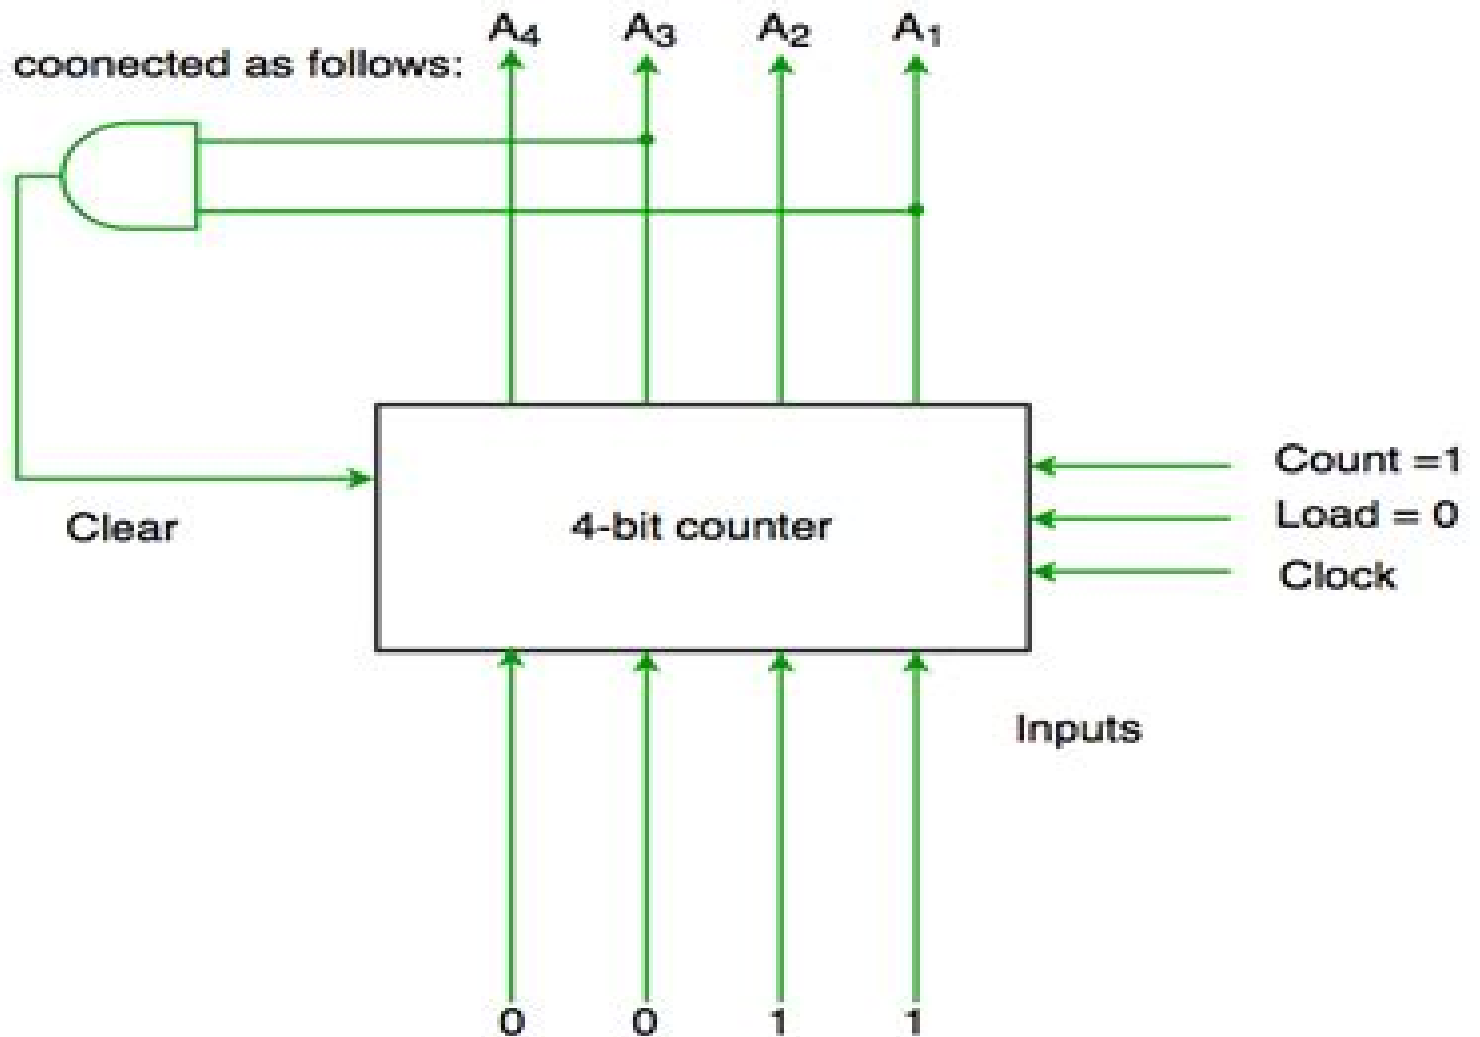 A4 A3 A2 A1
coonected as follows:
Count =1
Load = 0
Clock
Clear
4-bit counter
Inputs
0 0 1 1